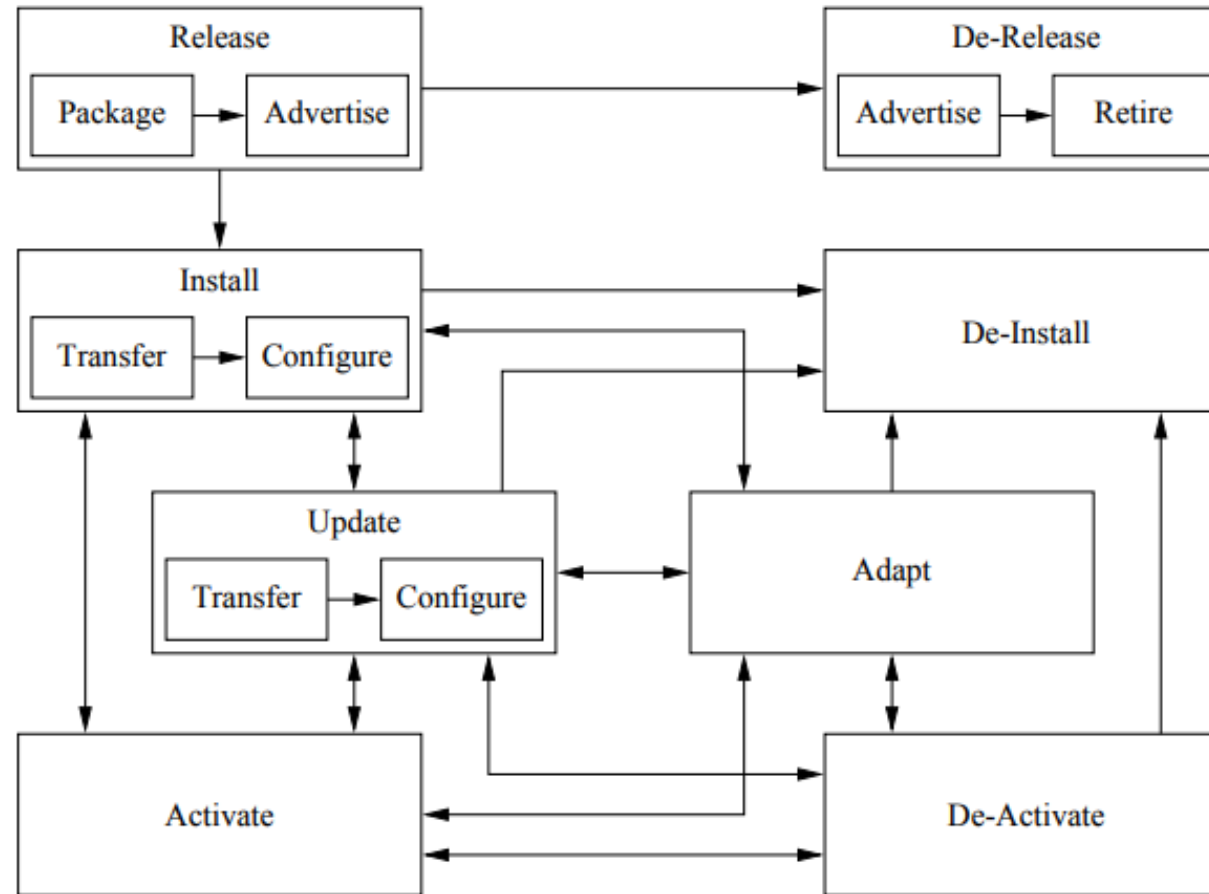 Release
De-Release
Package
Advertise
Advertise
Retire
Install
De-Install
Transfer
Configure
Update
Adapt
Transfer
Configure
Activate
De-Activate